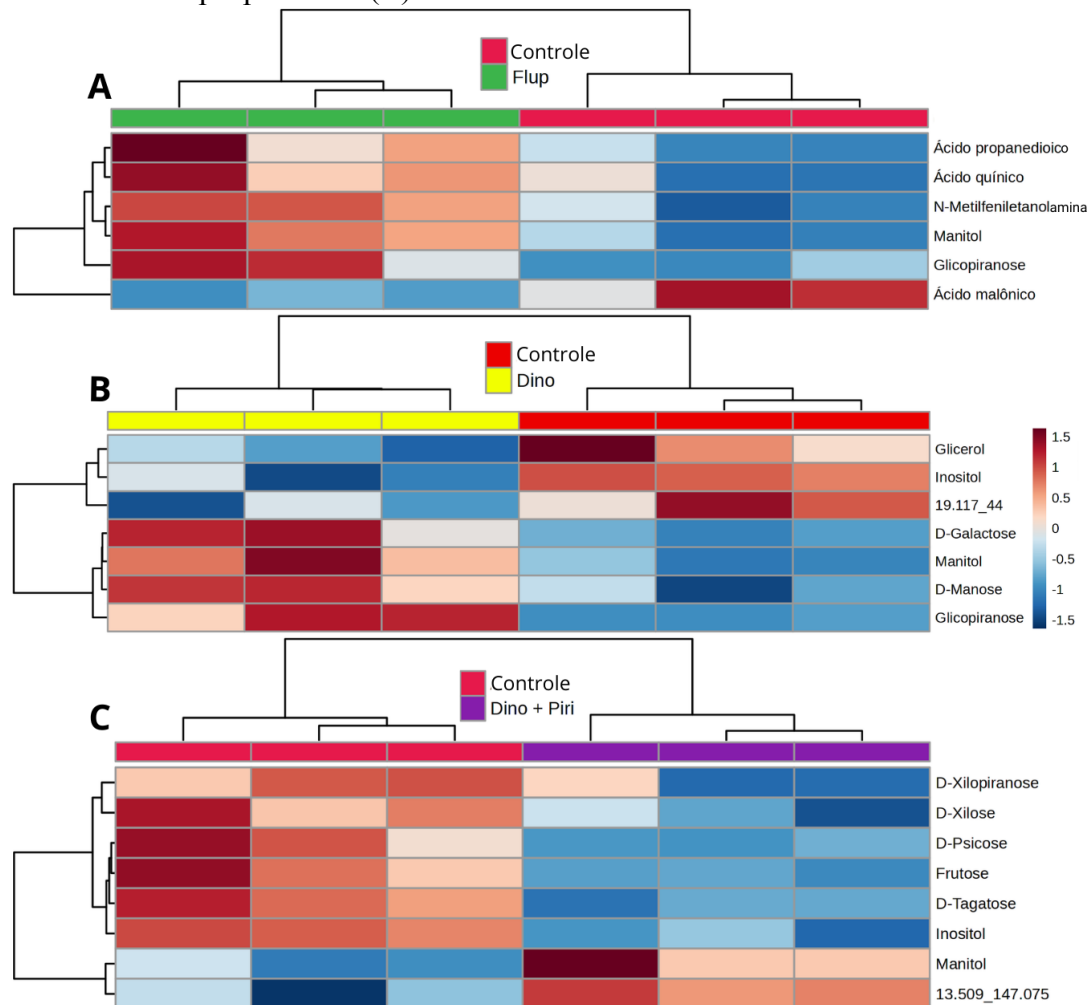 Controle
Flup
A
Ácido propanedioico
Ácido quínico
N-Metilfeniletanolamina
Manitol
Glicopiranose
Ácido malônico
Controle
Dino
B
Glicerol
Inositol
19.117_44
D-Galactose
Manitol
D-Manose
Glicopiranose
1.5
1
0.5
0
-0.5
-1
-1.5
Controle
Dino + Piri
C
D-Xilopiranose
D-Xilose
D-Psicose
Frutose
D-Tagatose
Inositol
Manitol
13.509_147.075